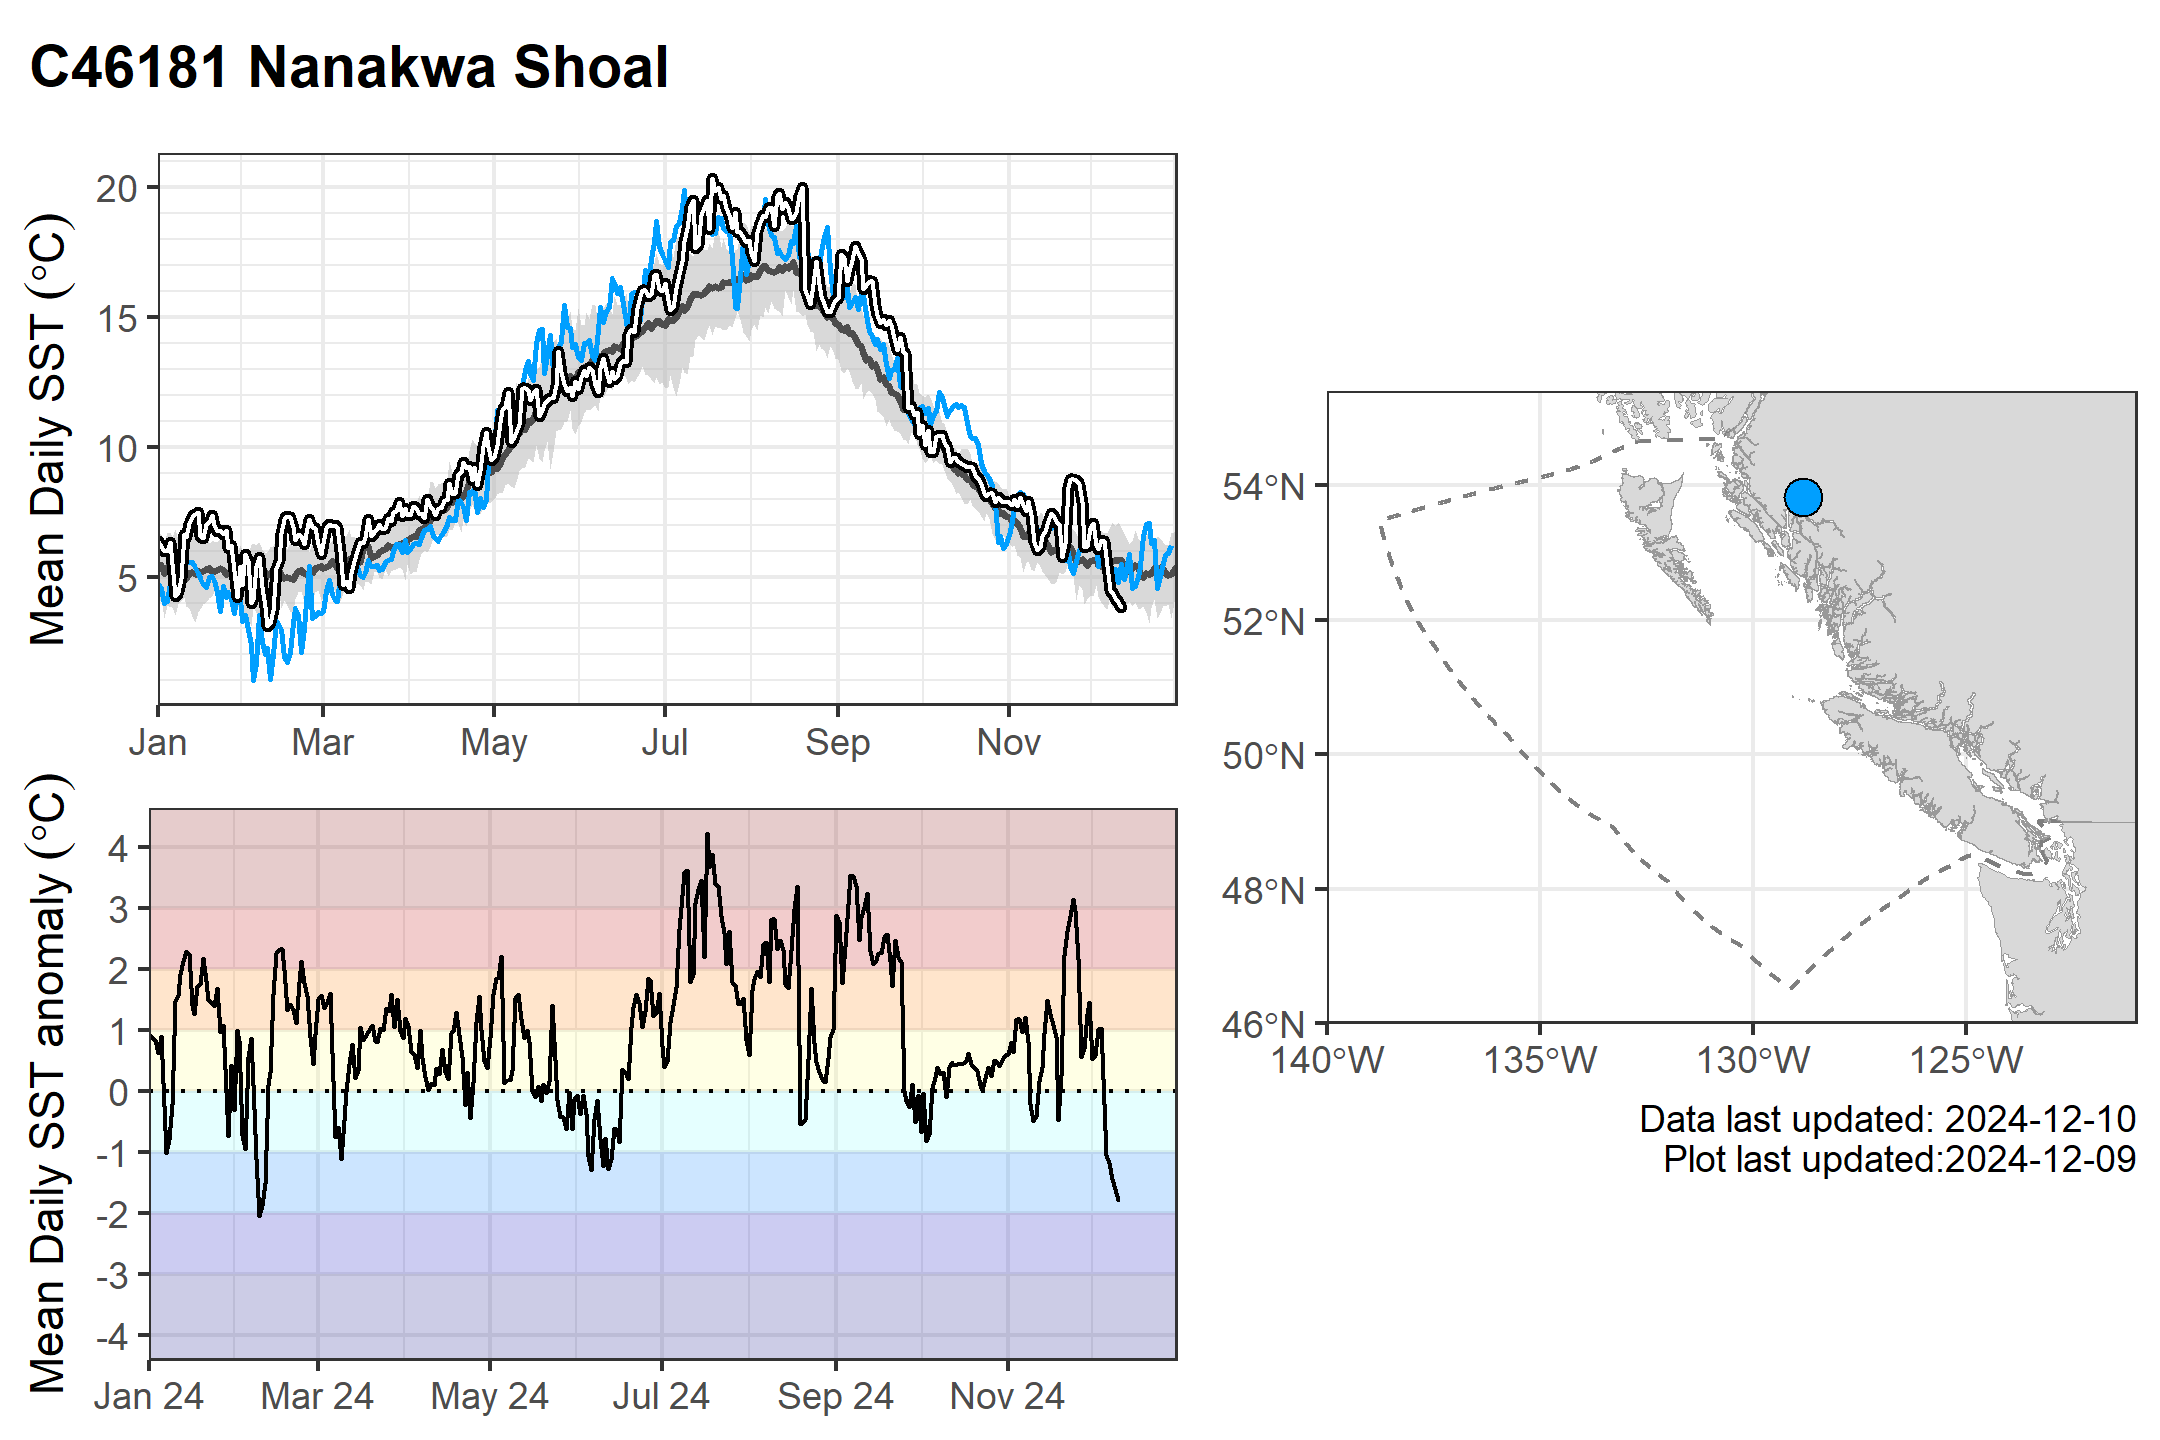 C46181 Nanakwa Shoal
Mean Daily SST (°C)
20
15
10
5
Jan Mar May Jul Sep Nov
Mean Daily SST anomaly (°C)
4
3
2
1
0
-1
-2
-3
-4
Jan 24 Mar 24 May 24 Jul 24 Sep 24 Nov 24
54°N
52°N
50°N
48°N
46°N
140°W 135°W 130°W 125°W
Data last updated: 2024-12-10
Plot last updated:2024-12-09